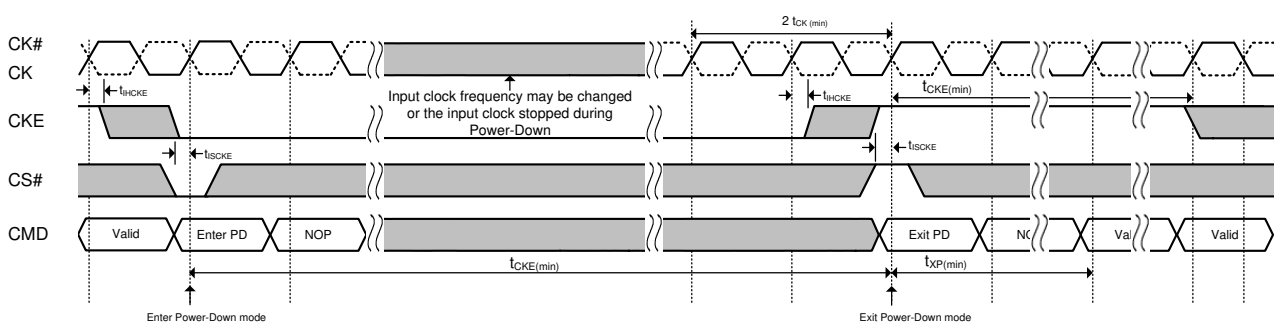 2 tCK (min)
CK#
CK
tIHCKE
Input clock frequency may be changed
or the input clock stopped during
Power-Down
tIHCKE
tCKE(min)
CKE
tISCKE
tISCKE
CS#
CMD
Valid
Enter PD
NOP
Exit PD
Valid
tCKE(min)
tXP(min)
Enter Power-Down mode
Exit Power-Down mode